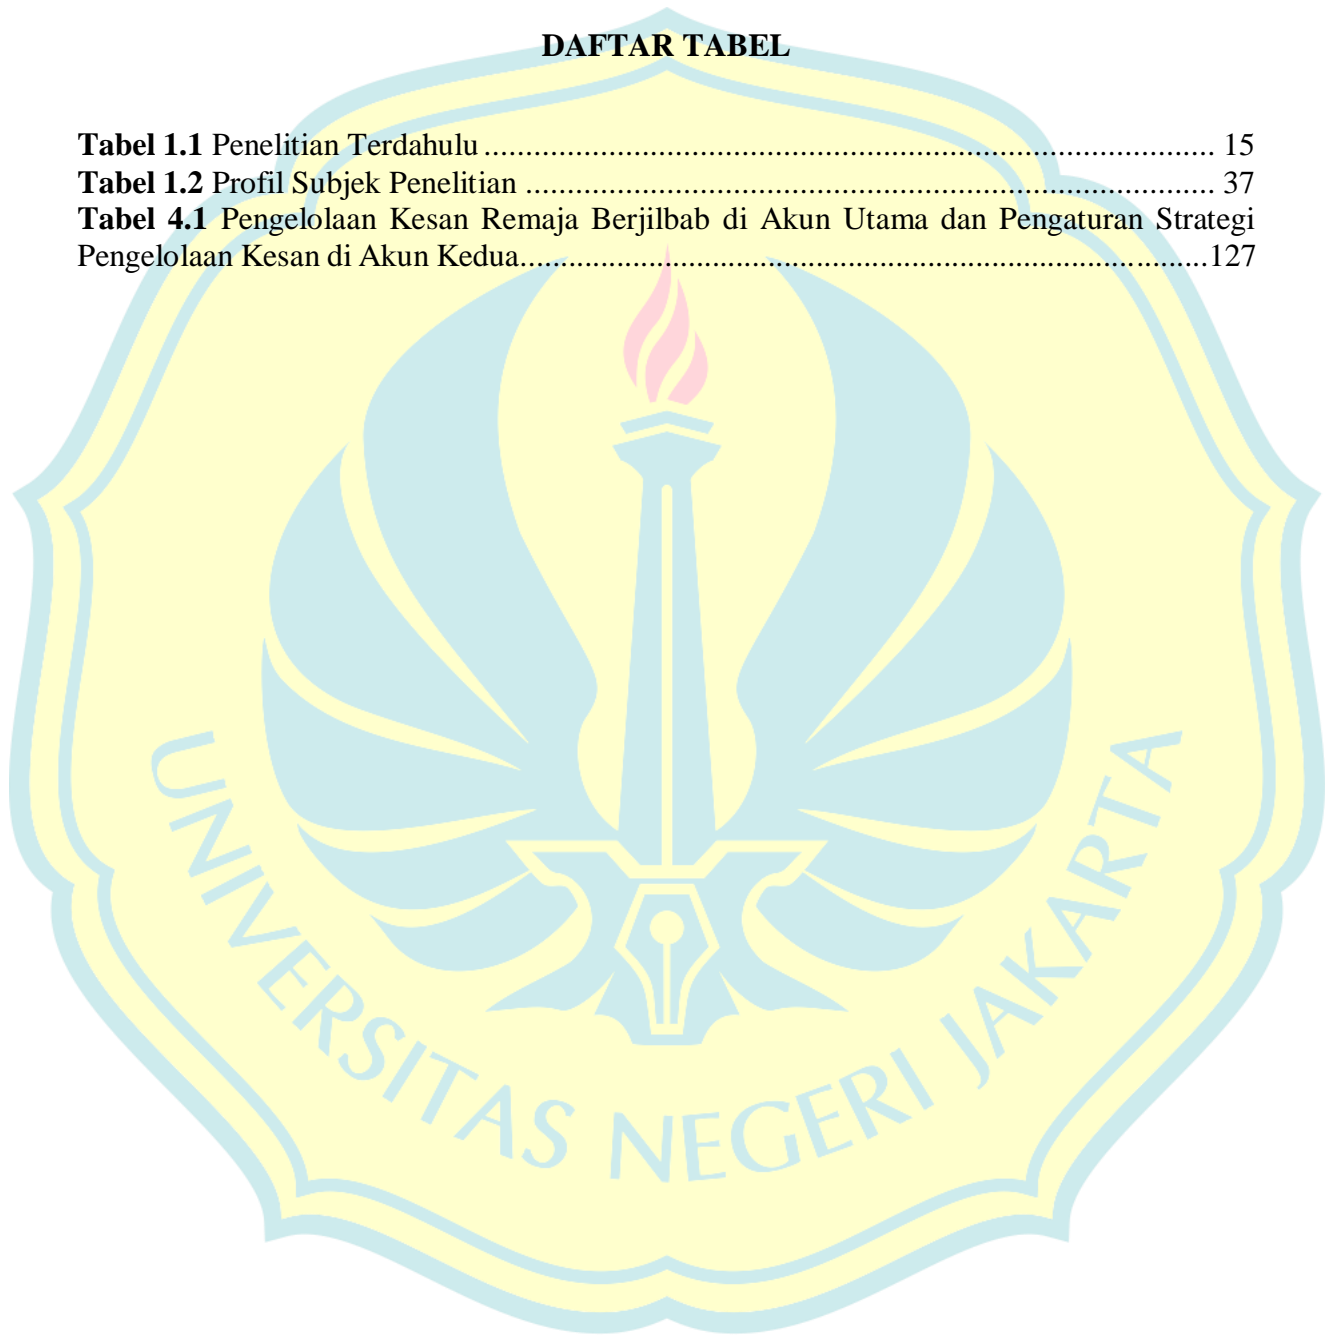 DAFTAR TABEL
Tabel 1.1 Penelitian Terdahulu ........................................................................................................ 15
Tabel 1.2 Profil Subjek Penelitian .................................................................................................. 37
Tabel 4.1 Pengelolaan Kesan Remaja Berjilbab di Akun Utama dan Pengaturan Strategi
Pengelolaan Kesan di Akun Kedua..................................................................................................127
UNIVERSITAS NEGERI JAKARTA